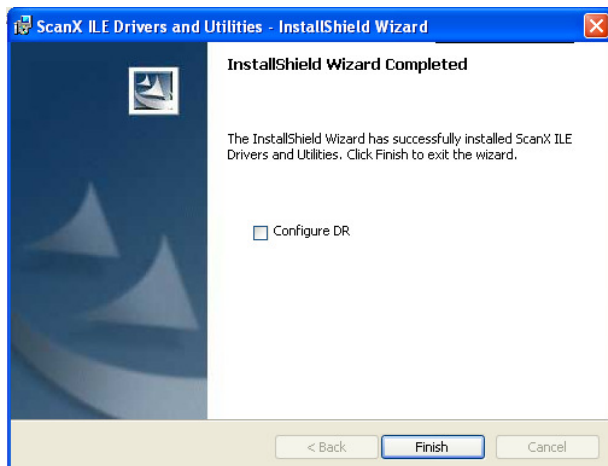 ScanX ILE Drivers and Utilities - InstallShield Wizard
InstallShield Wizard Completed
The InstallShield Wizard has successfully installed ScanX ILE
Drivers and Utilities. Click Finish to exit the wizard.
Configure DR
< Back
Finish
Cancel